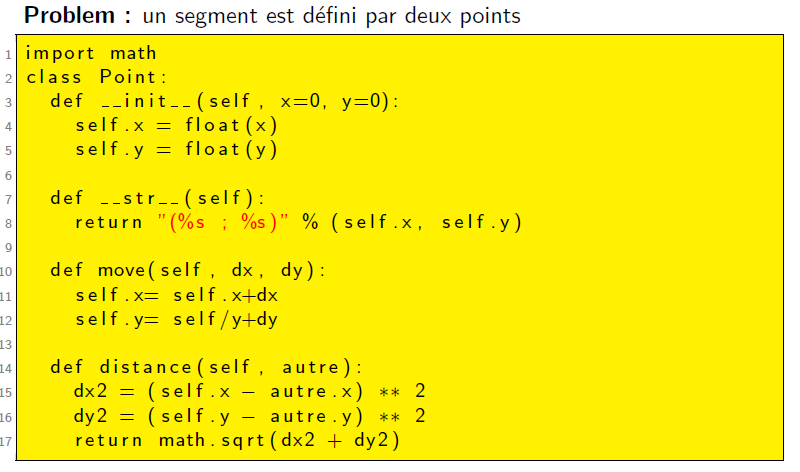 Problem : un segment est défini par deux points
1 import math
2 class Point:
3   def __init__(self, x=0, y=0):
4     self.x = float(x)
5     self.y = float(y)
6
7   def __str__(self):
8     return "(%s ; %s)" % (self.x, self.y)
9
10   def move(self, dx, dy):
11     self.x= self.x+dx
12     self.y= self/y+dy
13
14   def distance(self, autre):
15     dx2 = (self.x - autre.x) ** 2
16     dy2 = (self.y - autre.y) ** 2
17     return math.sqrt(dx2 + dy2)